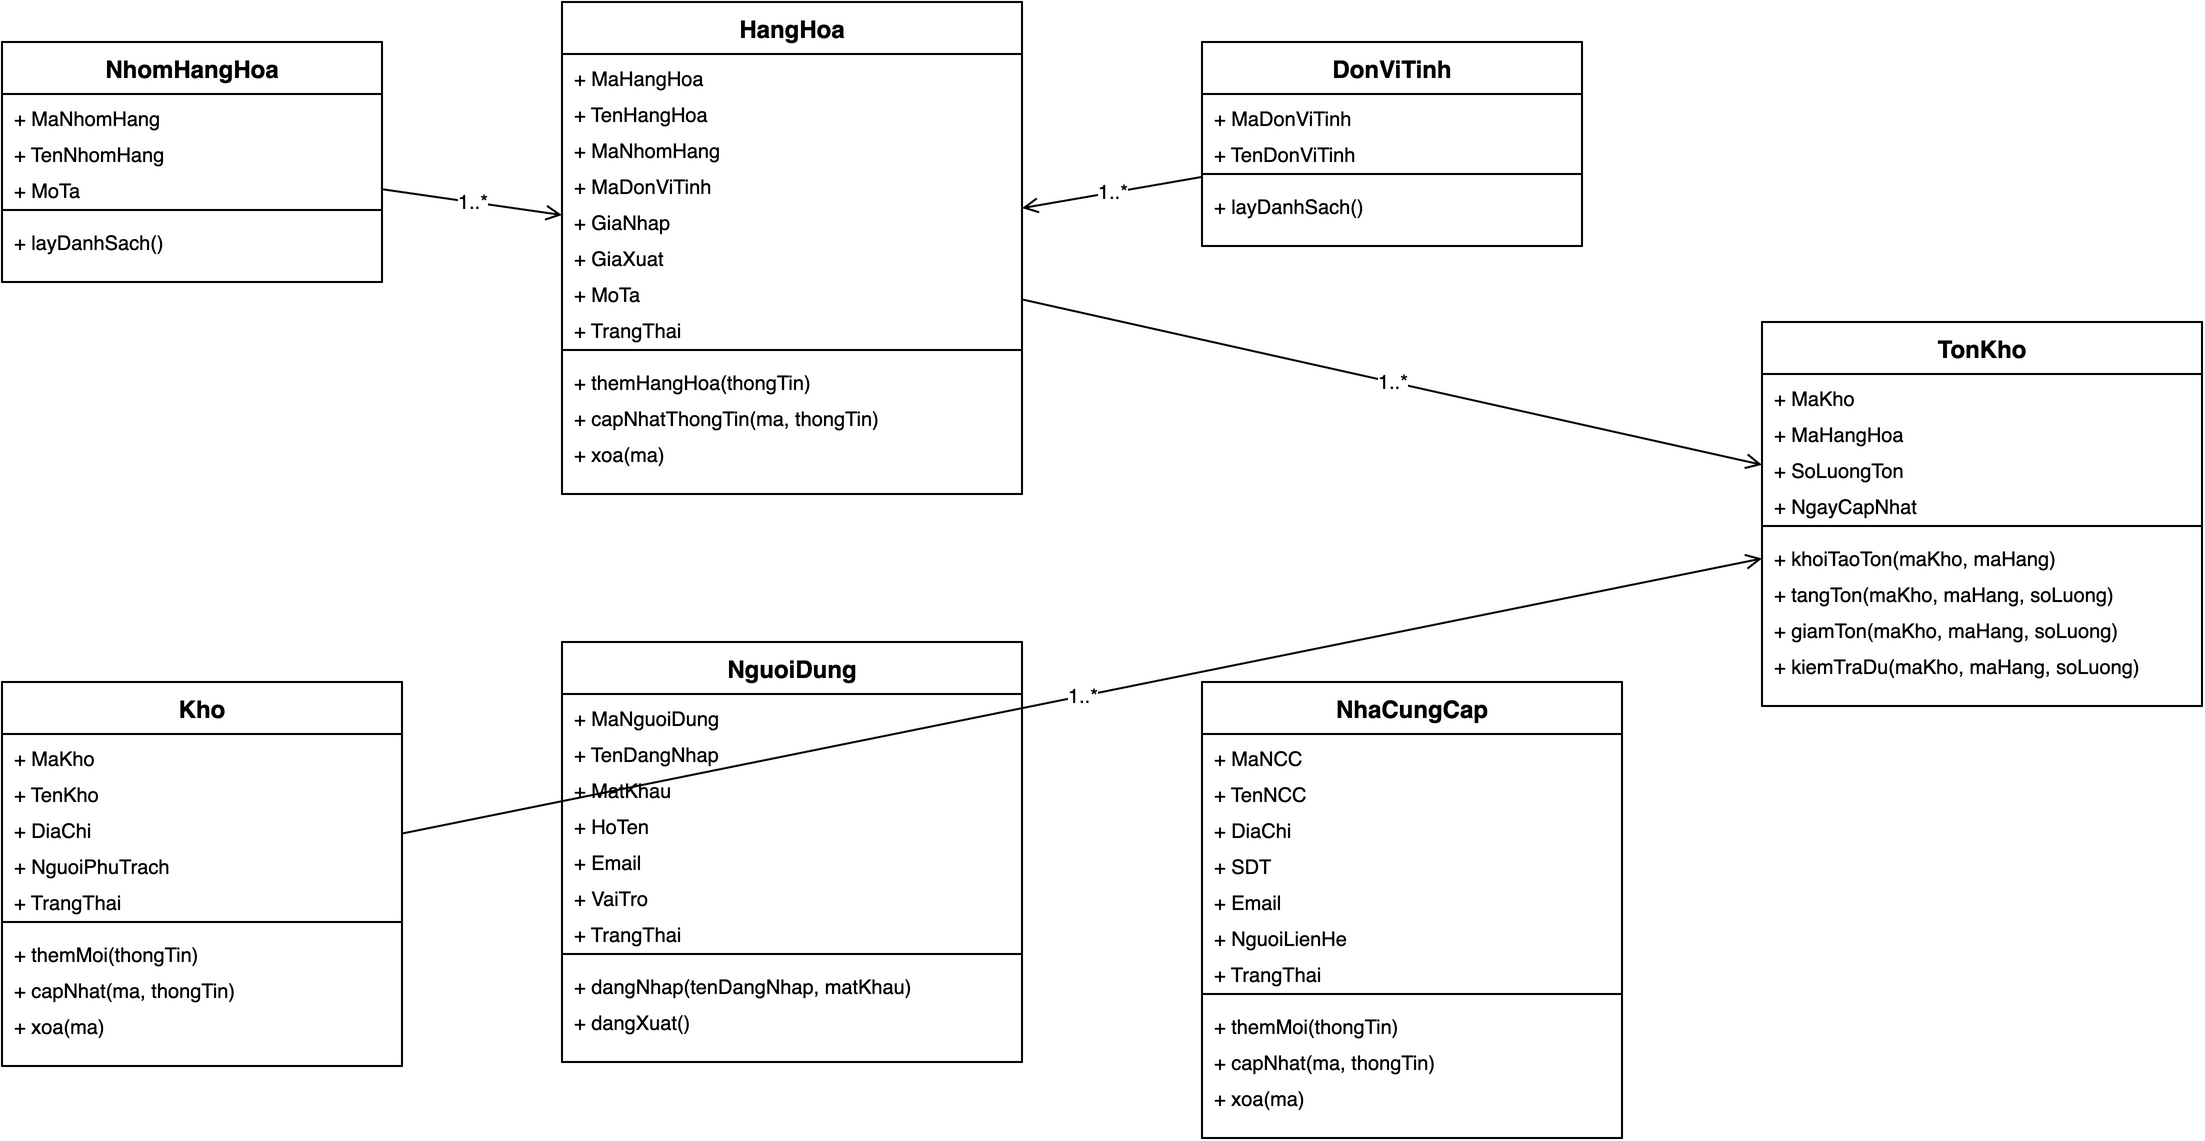 NhomHangHoa
+ MaNhomHang
+ TenNhomHang
+ MoTa
+ layDanhSach()
1..*
HangHoa
+ MaHangHoa
+ TenHangHoa
+ MaNhomHang
+ MaDonViTinh
+ GiaNhap
+ GiaXuat
+ MoTa
+ TrangThai
+ themHangHoa(thongTin)
+ capNhatThongTin(ma, thongTin)
+ xoa(ma)
1..*
DonViTinh
+ MaDonViTinh
+ TenDonViTinh
+ layDanhSach()
1..*
TonKho
+ MaKho
+ MaHangHoa
+ SoLuongTon
+ NgayCapNhat
+ khoiTaoTon(maKho, maHang)
+ tangTon(maKho, maHang, soLuong)
+ giamTon(maKho, maHang, soLuong)
+ kiemTraDu(maKho, maHang, soLuong)
Kho
+ MaKho
+ TenKho
+ DiaChi
+ NguoiPhuTrach
+ TrangThai
+ themMoi(thongTin)
+ capNhat(ma, thongTin)
+ xoa(ma)
NguoiDung
+ MaNguoiDung
+ TenDangNhap
+ MatKhau
+ HoTen
+ Email
+ VaiTro
+ TrangThai
+ dangNhap(tenDangNhap, matKhau)
+ dangXuat()
1..*
NhaCungCap
+ MaNCC
+ TenNCC
+ DiaChi
+ SDT
+ Email
+ NguoiLienHe
+ TrangThai
+ themMoi(thongTin)
+ capNhat(ma, thongTin)
+ xoa(ma)